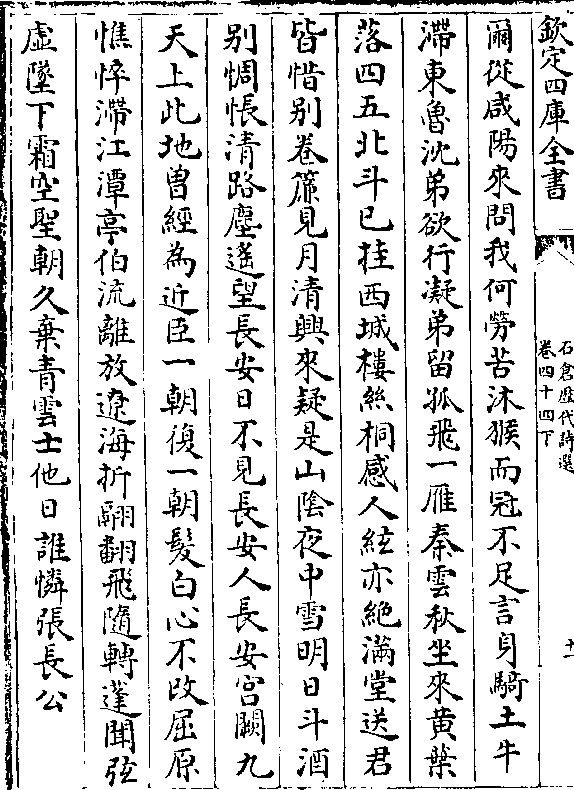 欽定四庫全書
石倉歷代詩選
卷四十四下
十一
爾從咸陽來問我何勞苦沐猴而冠不足言身騎土牛
滯東魯沈弟欲行凝弟留孤飛一雁秦雲秋坐來黃葉
落四五北斗已挂西城樓絲桐感人絃亦絶滿堂送君
皆惜别卷簾見月清興來疑是山隂夜中雪明日斗酒
别惆悵清路塵遙望長安日不見長安人長安宫闕九
天上此地曽經為近臣一朝復一朝髮白心不改屈原
憔悴滯江潭亭伯流離放遼海折翮翻飛隨轉蓬聞弦
虚墜下霜空聖朝久棄青雲士他日誰憐張長公